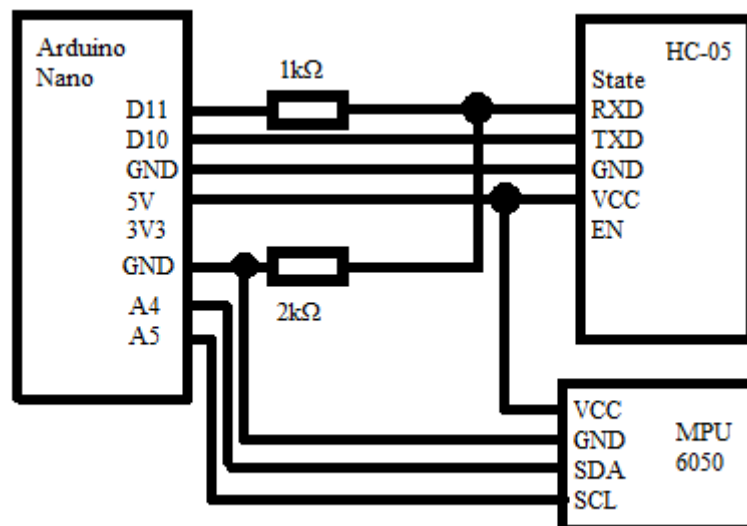 Arduino
Nano
D11
D10
GND
5V
3V3
GND
A4
A5
1kΩ
2kΩ
HC-05
State
RXD
TXD
GND
VCC
EN
VCC
GND
SDA
SCL
MPU
6050